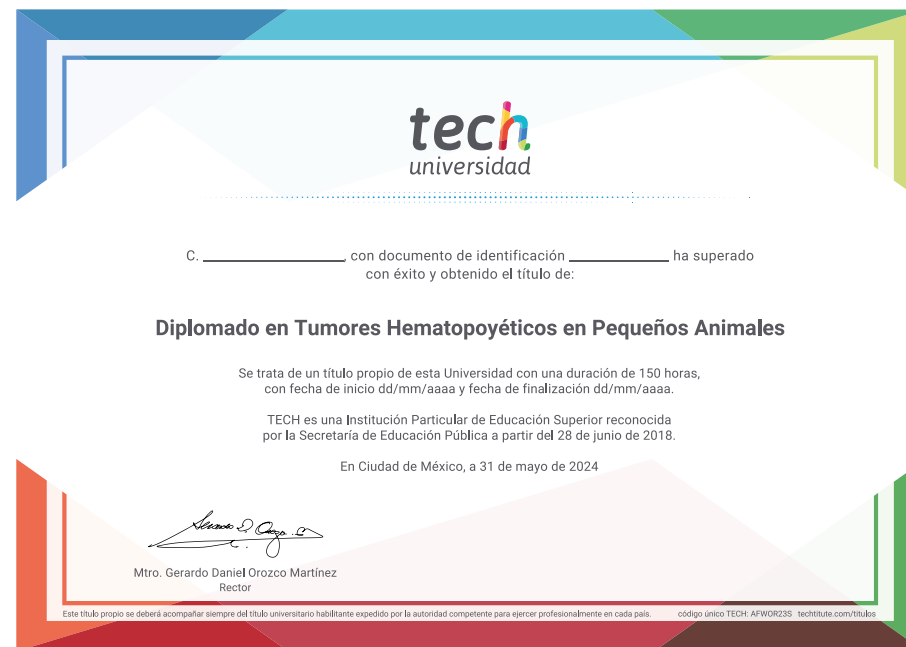 tech
universidad
C. _________________, con documento de identificación ____________ ha superado
con éxito y obtenido el título de:
Diplomado en Tumores Hematopoyéticos en Pequeños Animales
Se trata de un título propio de esta Universidad con una duración de 150 horas,
con fecha de inicio dd/mm/aaaa y fecha de finalización dd/mm/aaaa.
TECH es una Institución Particular de Educación Superior reconocida
por la Secretaría de Educación Pública a partir del 28 de junio de 2018.
En Ciudad de México, a 31 de mayo de 2024
Mtro. Gerardo Daniel Orozco Martínez
Rector
Este título propio se deberá acompañar siempre del título universitario habilitante expedido por la autoridad competente para ejercer profesionalmente en cada país. código único TECH: AFWOR23S techtitute.com/titulos